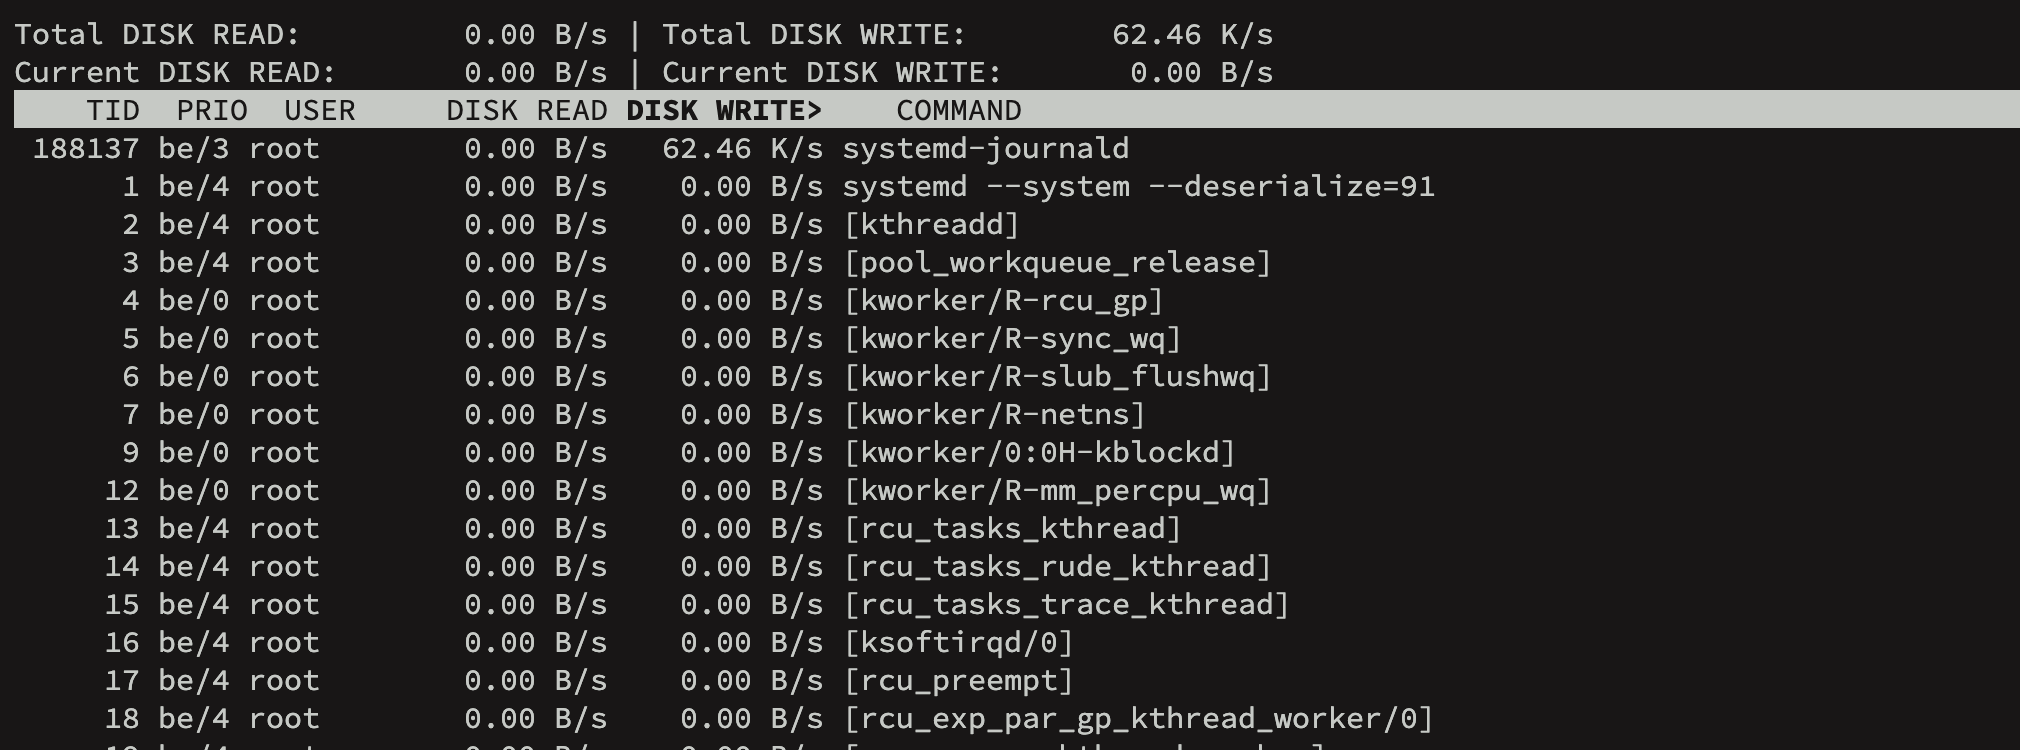 Total DISK READ:         0.00 B/s | Total DISK WRITE:        62.46 K/s
Current DISK READ:       0.00 B/s | Current DISK WRITE:       0.00 B/s
    TID  PRIO  USER     DISK READ DISK WRITE>    COMMAND
 188137 be/3 root        0.00 B/s   62.46 K/s systemd-journald
      1 be/4 root        0.00 B/s    0.00 B/s systemd --system --deserialize=91
      2 be/4 root        0.00 B/s    0.00 B/s [kthreadd]
      3 be/4 root        0.00 B/s    0.00 B/s [pool_workqueue_release]
      4 be/0 root        0.00 B/s    0.00 B/s [kworker/R-rcu_gp]
      5 be/0 root        0.00 B/s    0.00 B/s [kworker/R-sync_wq]
      6 be/0 root        0.00 B/s    0.00 B/s [kworker/R-slub_flushwq]
      7 be/0 root        0.00 B/s    0.00 B/s [kworker/R-netns]
      9 be/0 root        0.00 B/s    0.00 B/s [kworker/0:0H-kblockd]
     12 be/0 root        0.00 B/s    0.00 B/s [kworker/R-mm_percpu_wq]
     13 be/4 root        0.00 B/s    0.00 B/s [rcu_tasks_kthread]
     14 be/4 root        0.00 B/s    0.00 B/s [rcu_tasks_rude_kthread]
     15 be/4 root        0.00 B/s    0.00 B/s [rcu_tasks_trace_kthread]
     16 be/4 root        0.00 B/s    0.00 B/s [ksoftirqd/0]
     17 be/4 root        0.00 B/s    0.00 B/s [rcu_preempt]
     18 be/4 root        0.00 B/s    0.00 B/s [rcu_exp_par_gp_kthread_worker/0]